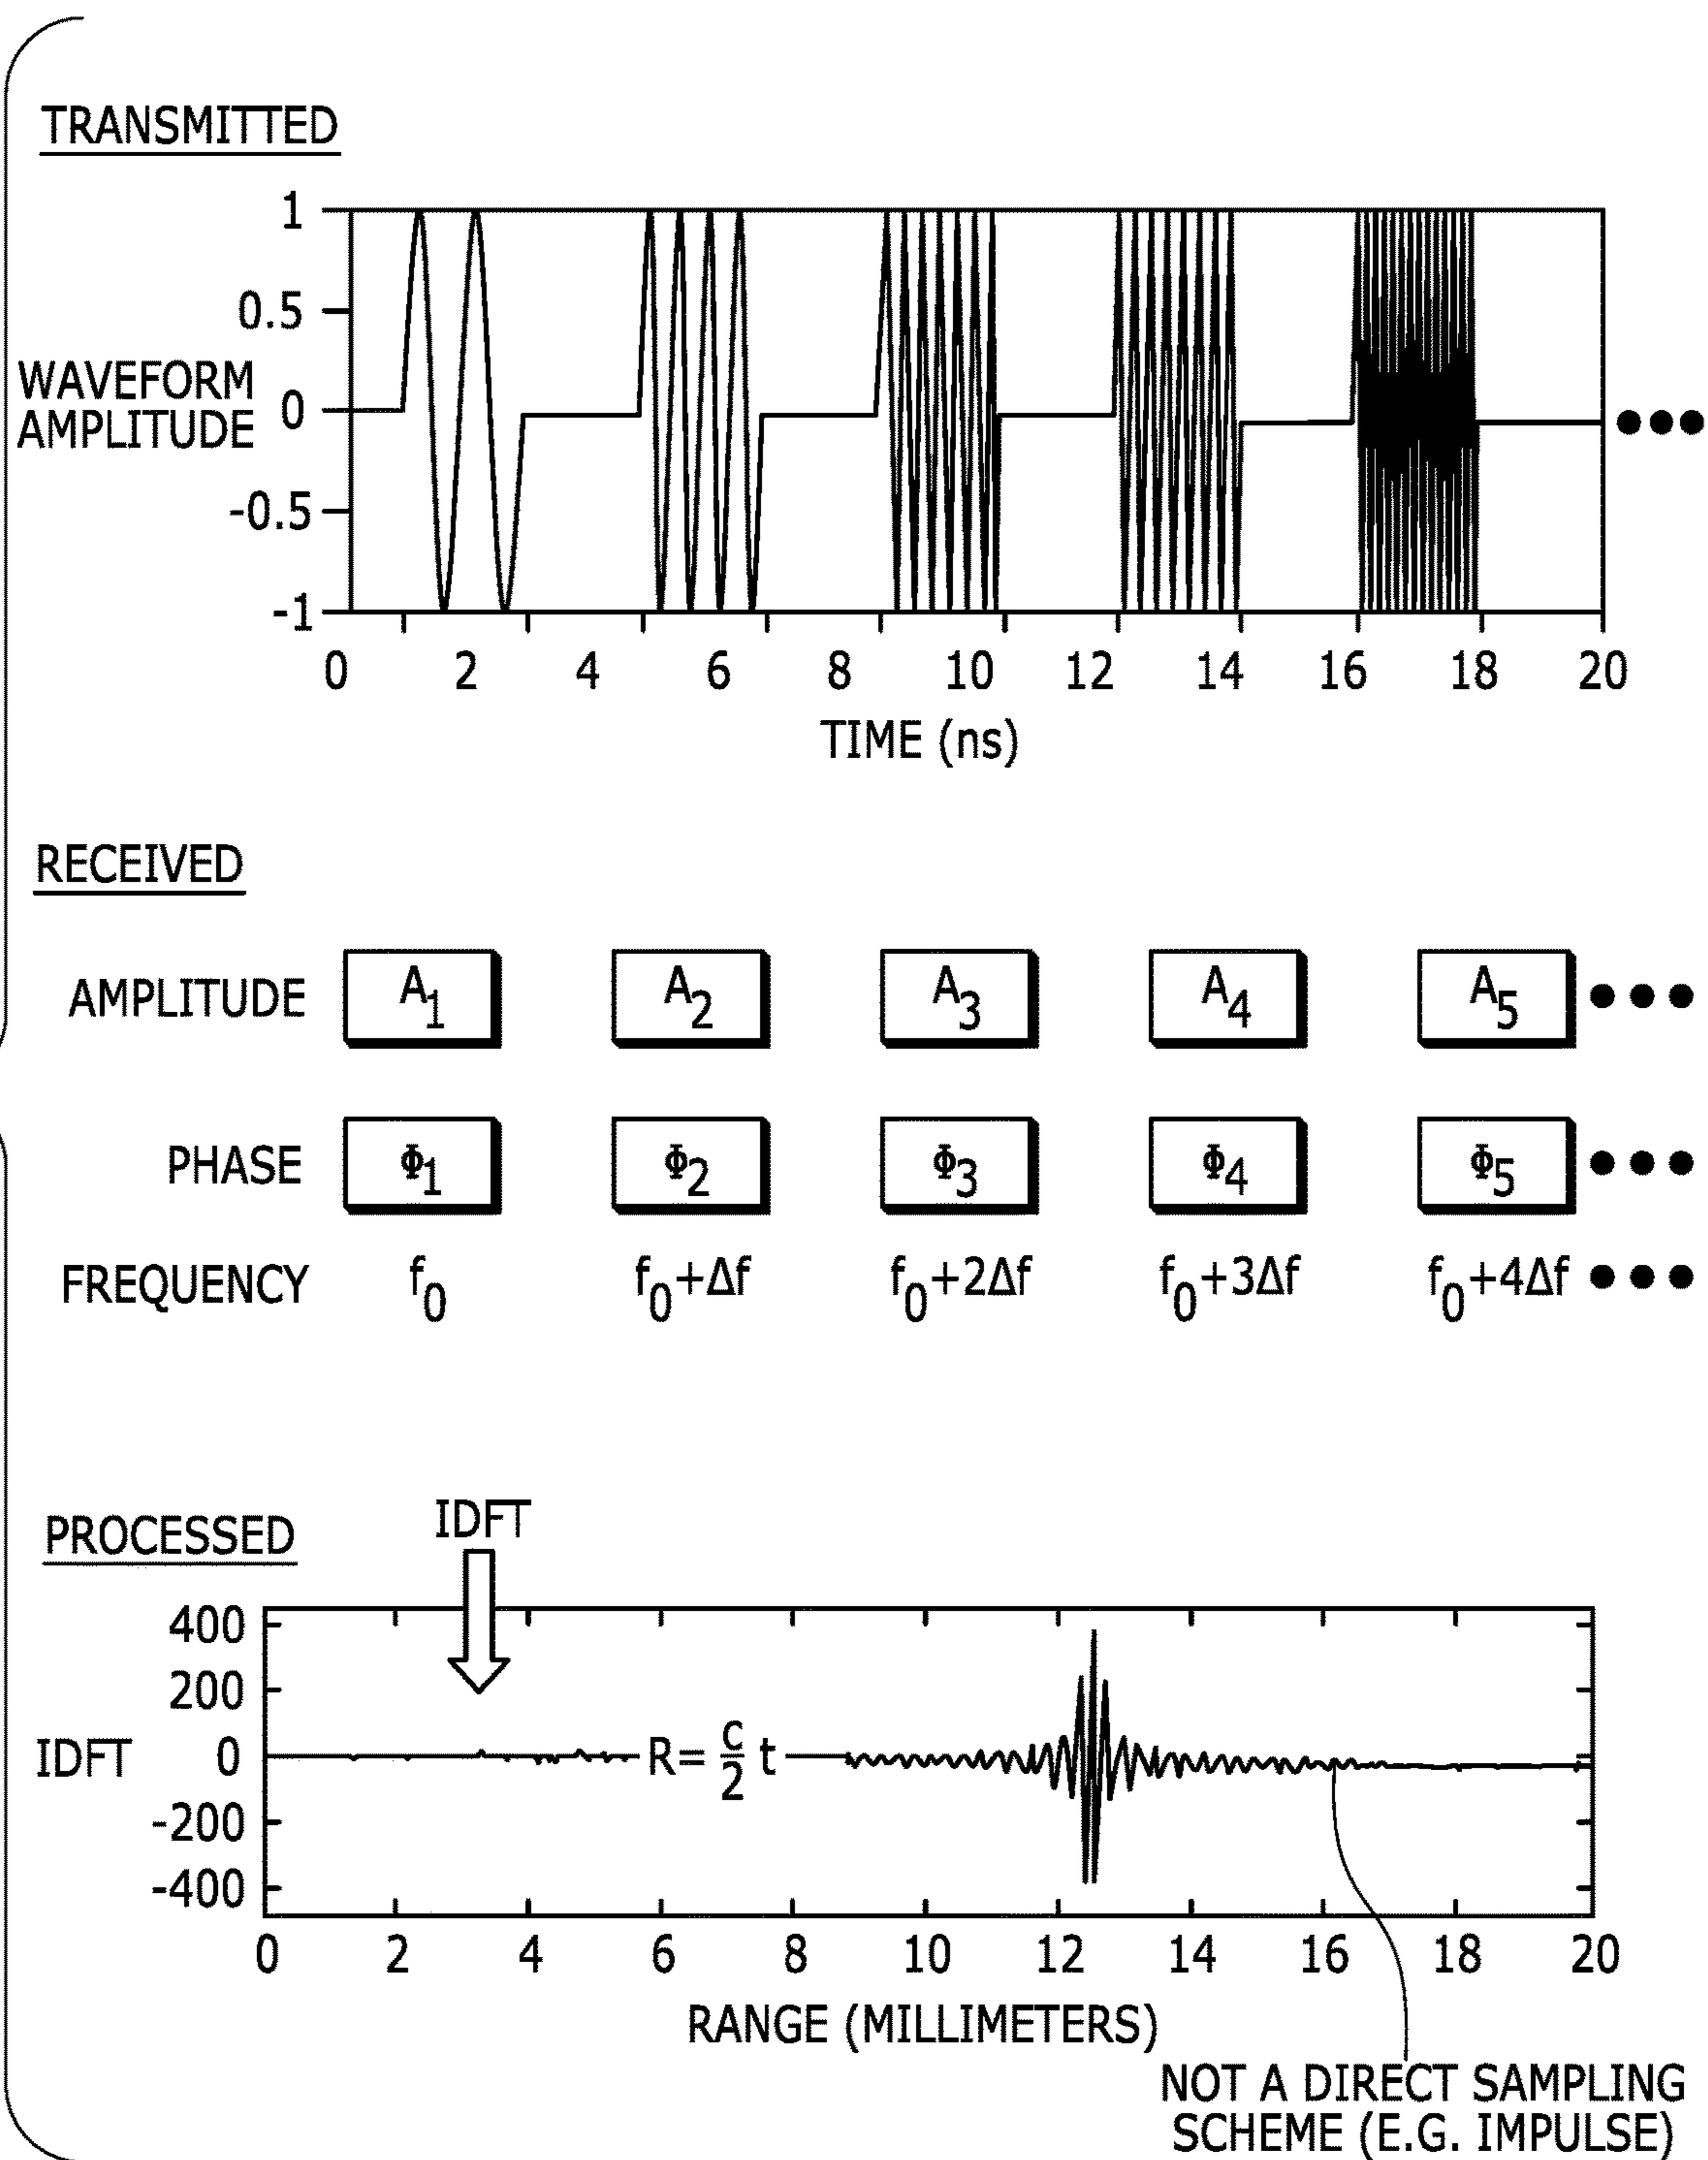 TRANSMITTED
1
0.5
WAVEFORM
AMPLITUDE
0
-0.5
-1
0 2 4 6 8 10 12 14 16 18 20
TIME (ns)
RECEIVED
AMPLITUDE A1 A2 A3 A4 A5
PHASE Φ1 Φ2 Φ3 Φ4 Φ5
FREQUENCY f0 f0+Δf f0+2Δf f0+3Δf f0+4Δf
PROCESSED
IDFT
400
200
IDFT 0 R= c/2 t
-200
-400
0 2 4 6 8 10 12 14 16 18 20
RANGE (MILLIMETERS)
NOT A DIRECT SAMPLING
SCHEME (E.G. IMPULSE)